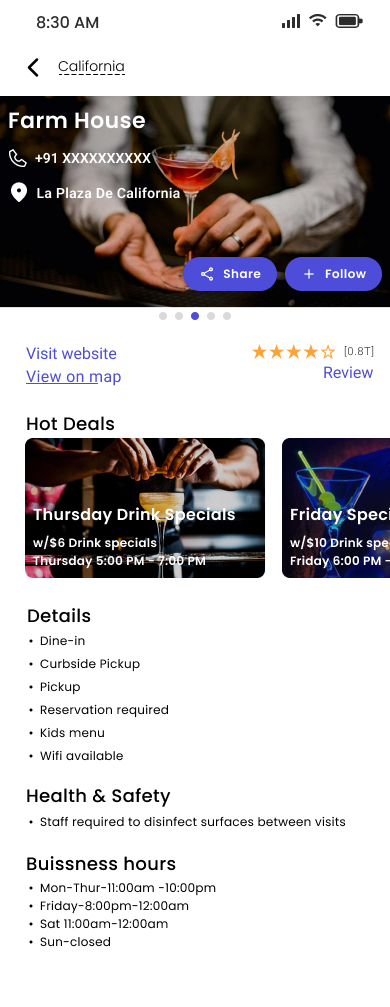 8:30 AM
California
Farm House
+91 XXXXXXXXXX
La Plaza De California
Share
Follow
Visit website
[0.8T]
View on map
Review
Hot Deals
Thursday Drink Specials
w/$6 Drink specials
Thursday 5:00 PM - 7:00 PM
Friday Speci
w/$10 Drink spe
Friday 6:00 PM -
Details
• Dine-in
• Curbside Pickup
• Pickup
• Reservation required
• Kids menu
• Wifi available
Health & Safety
• Staff required to disinfect surfaces between visits
Buissness hours
• Mon-Thur-11:00am -10:00pm
• Friday-8:00pm-12:00am
• Sat 11:00am-12:00am
• Sun-closed